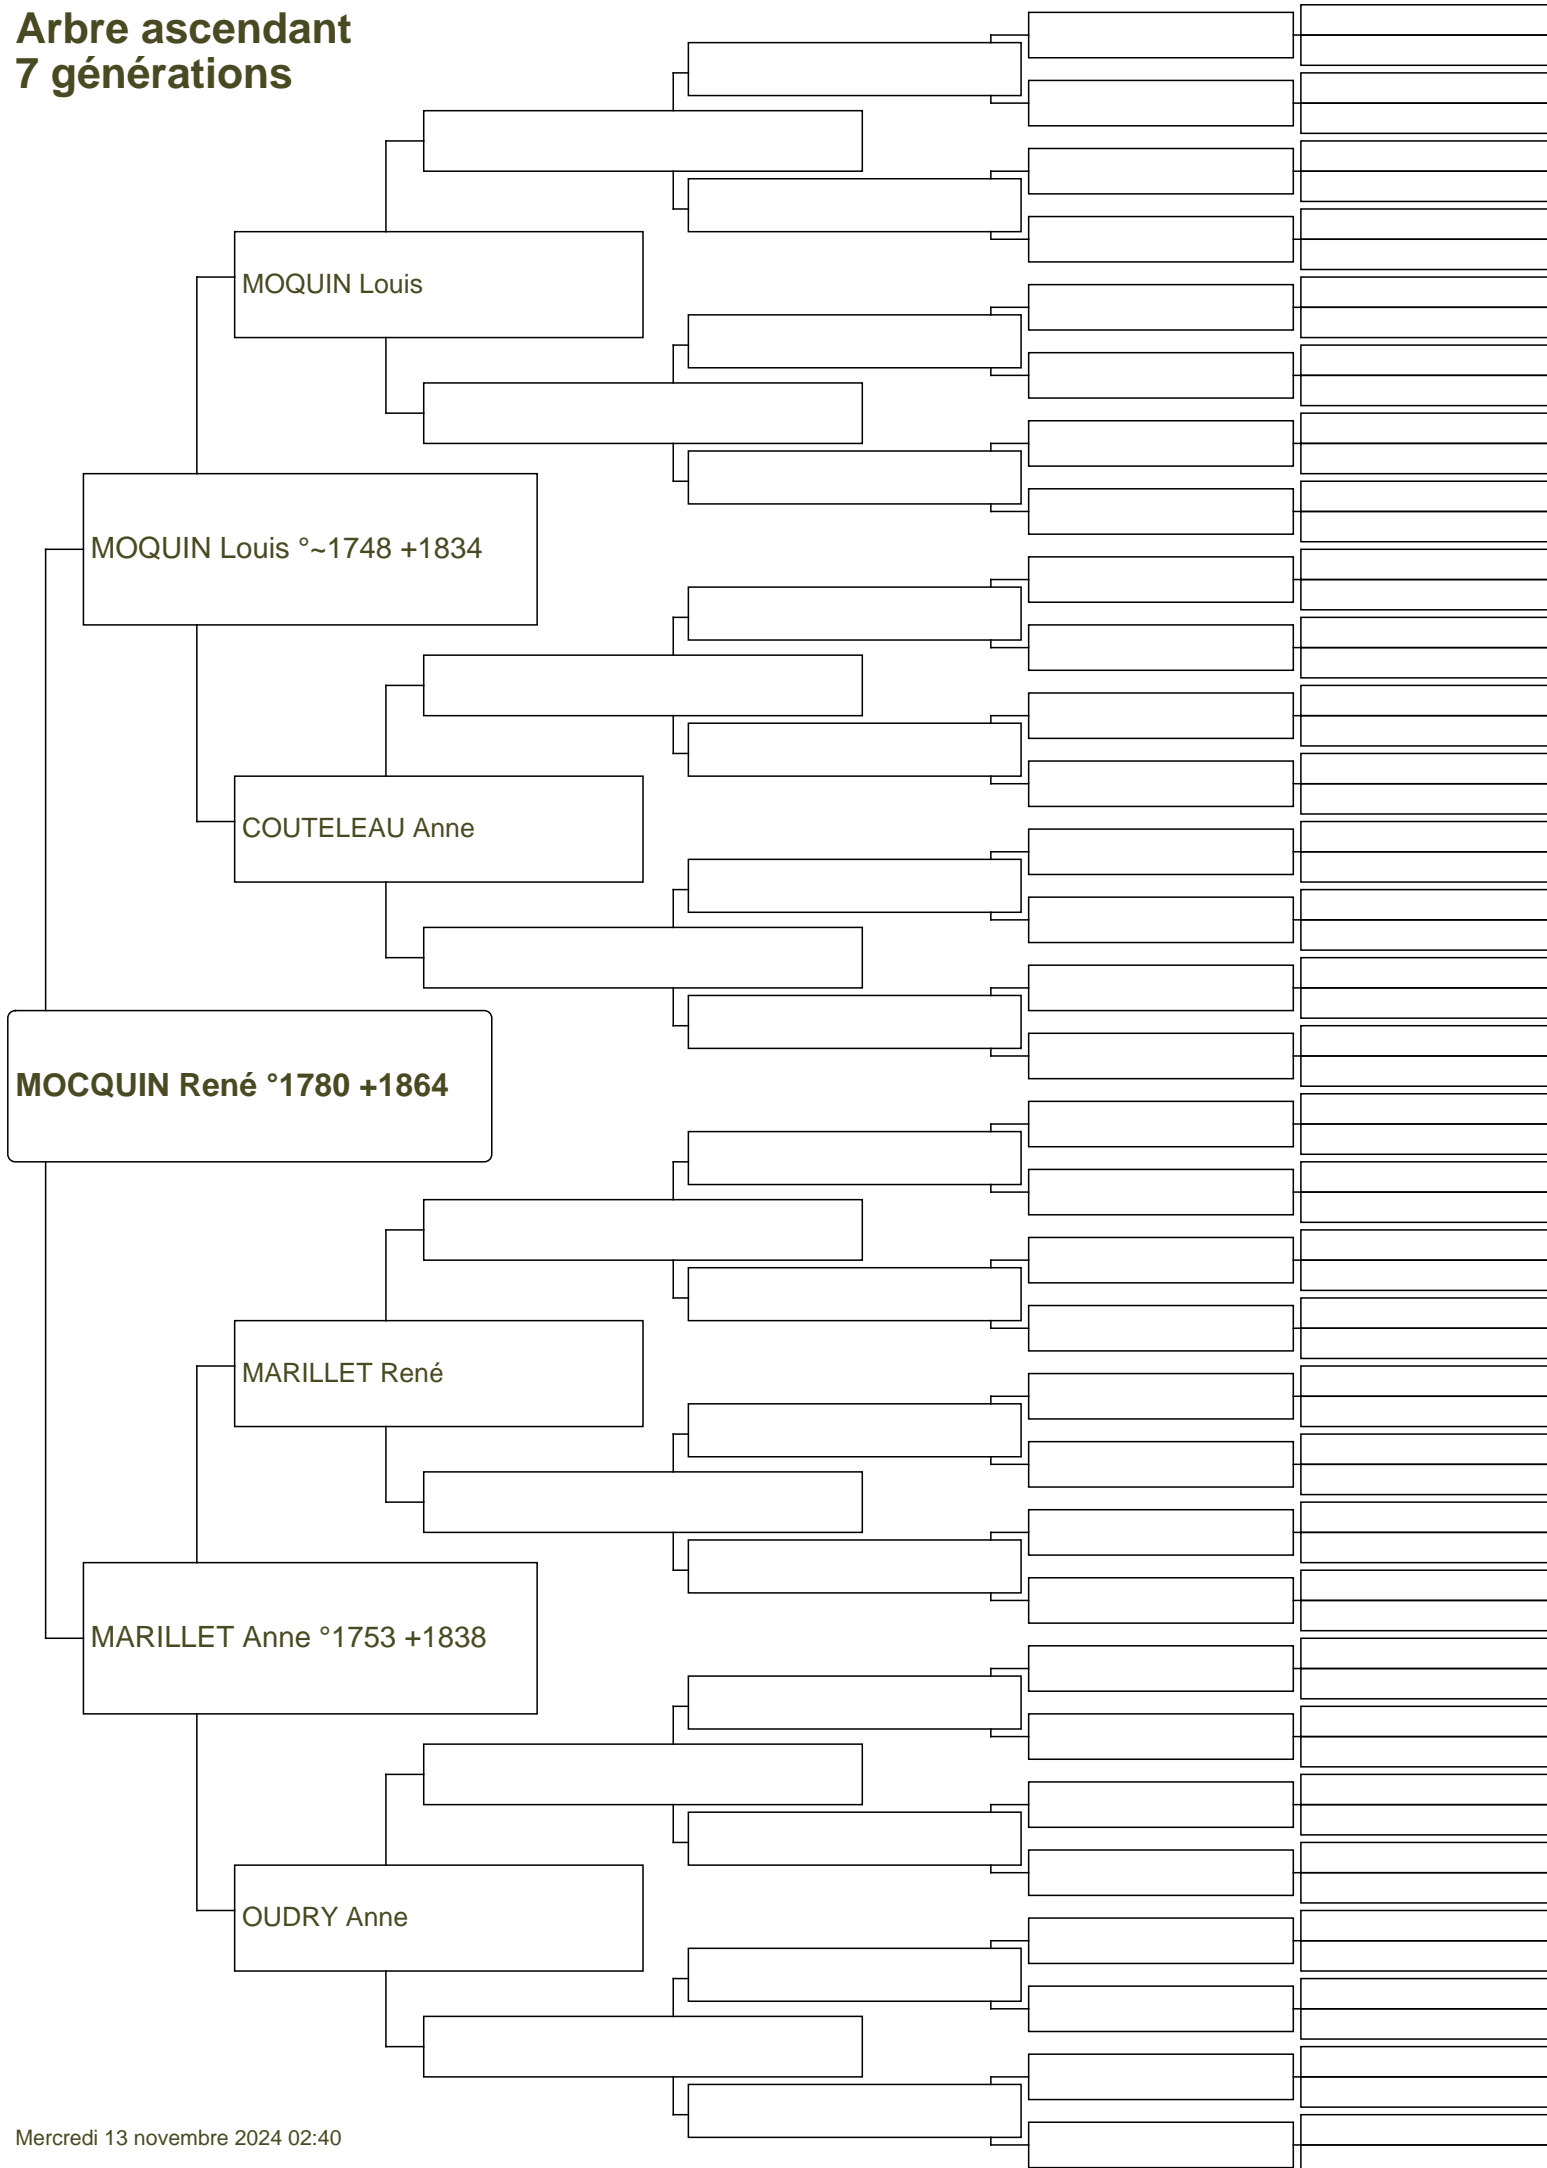 Arbre ascendant
7 générations
MOQUIN Louis
MOQUIN Louis °~1748 +1834
COUTELEAU Anne
MOCQUIN René °1780 +1864
MARILLET René
MARILLET Anne °1753 +1838
OUDRY Anne
Mercredi 13 novembre 2024 02:40